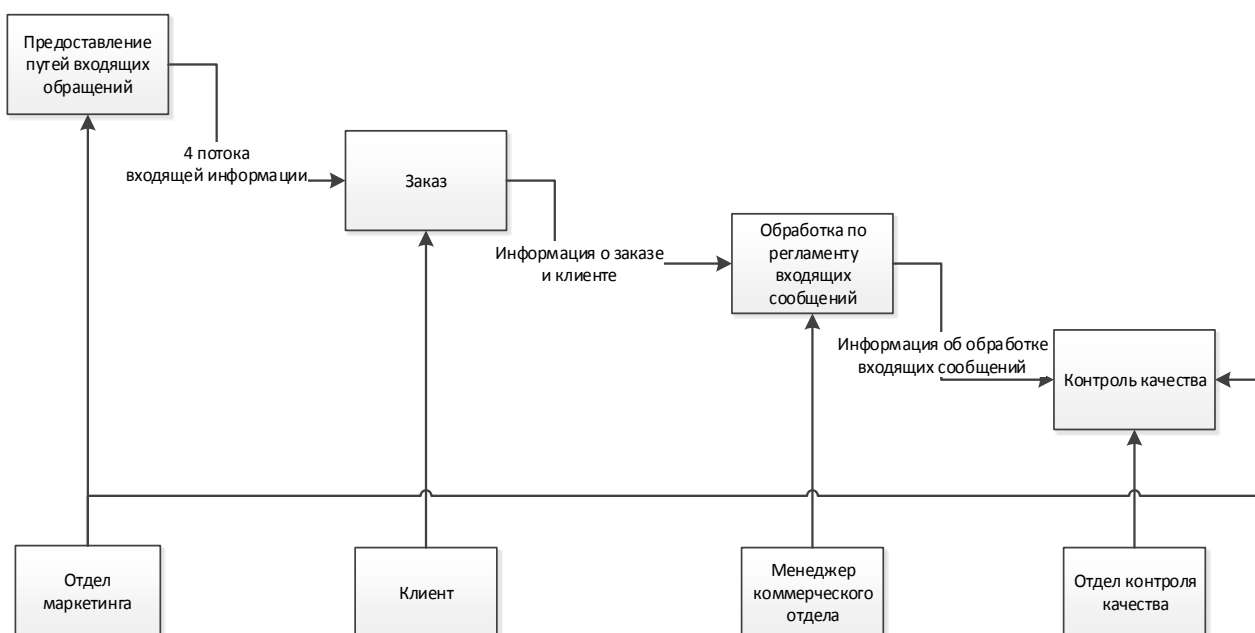 Предоставление
путей входящих
обращений
4 потока
входящей информации
Заказ
Информация о заказе
и клиенте
Обработка по
регламенту
входящих
сообщений
Информация об обработке
входящих сообщений
Контроль качества
Отдел
маркетинга
Клиент
Менеджер
коммерческого
отдела
Отдел контроля
качества